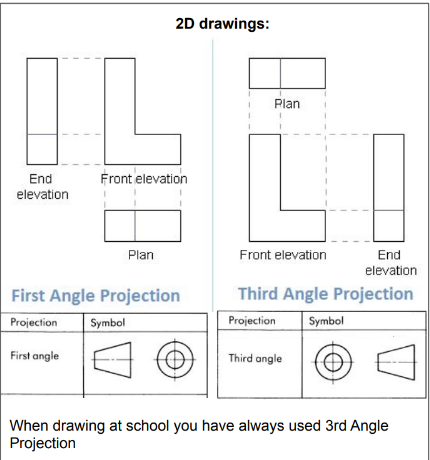 2D drawings:
End
elevation
Front elevation
Plan
First Angle Projection
Projection Symbol
First angle
Plan
Front elevation
End
elevation
Third Angle Projection
Projection Symbol
Third angle
When drawing at school you have always used 3rd Angle
Projection